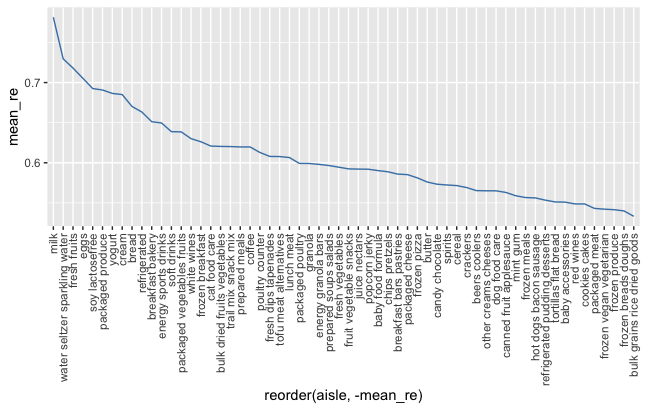 mean_re
0.7
0.6
milk
water seltzer sparkling water
fresh fruits
eggs
soy lactosefree
packaged produce
yogurt
cream
bread
refrigerated
breakfast bakery
energy sports drinks
soft drinks
packaged vegetables fruits
white wines
frozen breakfast
cat food care
bulk dried fruits vegetables
trail mix snack mix
prepared meals
coffee
poultry counter
fresh dips tapenades
tofu meat alternatives
lunch meat
packaged poultry
granola
energy granola bars
prepared soups salads
fresh vegetables
fruit vegetable snacks
juice nectars
popcorn jerky
baby food formula
chips pretzels
breakfast bars pastries
packaged cheese
frozen pizza
butter
candy chocolate
spirits
cereal
crackers
beers coolers
other creams cheeses
dog food care
canned fruit applesauce
mint gum
frozen meals
hot dogs bacon sausage
refrigerated pudding desserts
tortillas flat bread
baby accessories
red wines
cookies cakes
packaged meat
frozen vegan vegetarian
frozen produce
frozen breads doughs
bulk grains rice dried goods
reorder(aisle, -mean_re)